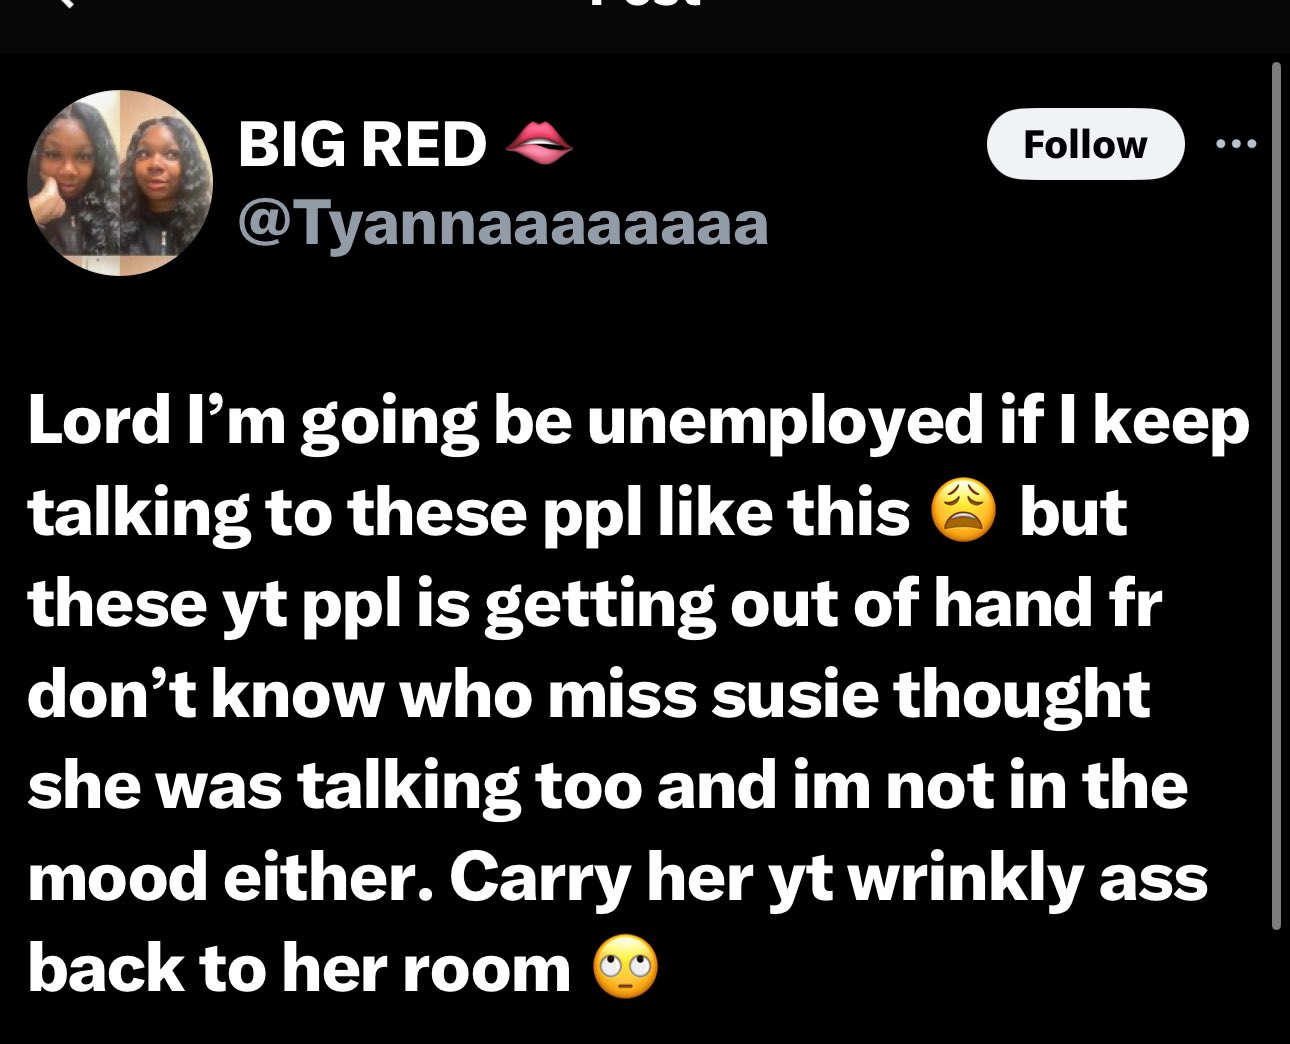 Post
BIG RED 🫦
@Tyannaaaaaaaa
Follow
Lord I’m going be unemployed if I keep
talking to these ppl like this 😩 but
these yt ppl is getting out of hand fr
don’t know who miss susie thought
she was talking too and im not in the
mood either. Carry her yt wrinkly ass
back to her room 🙄